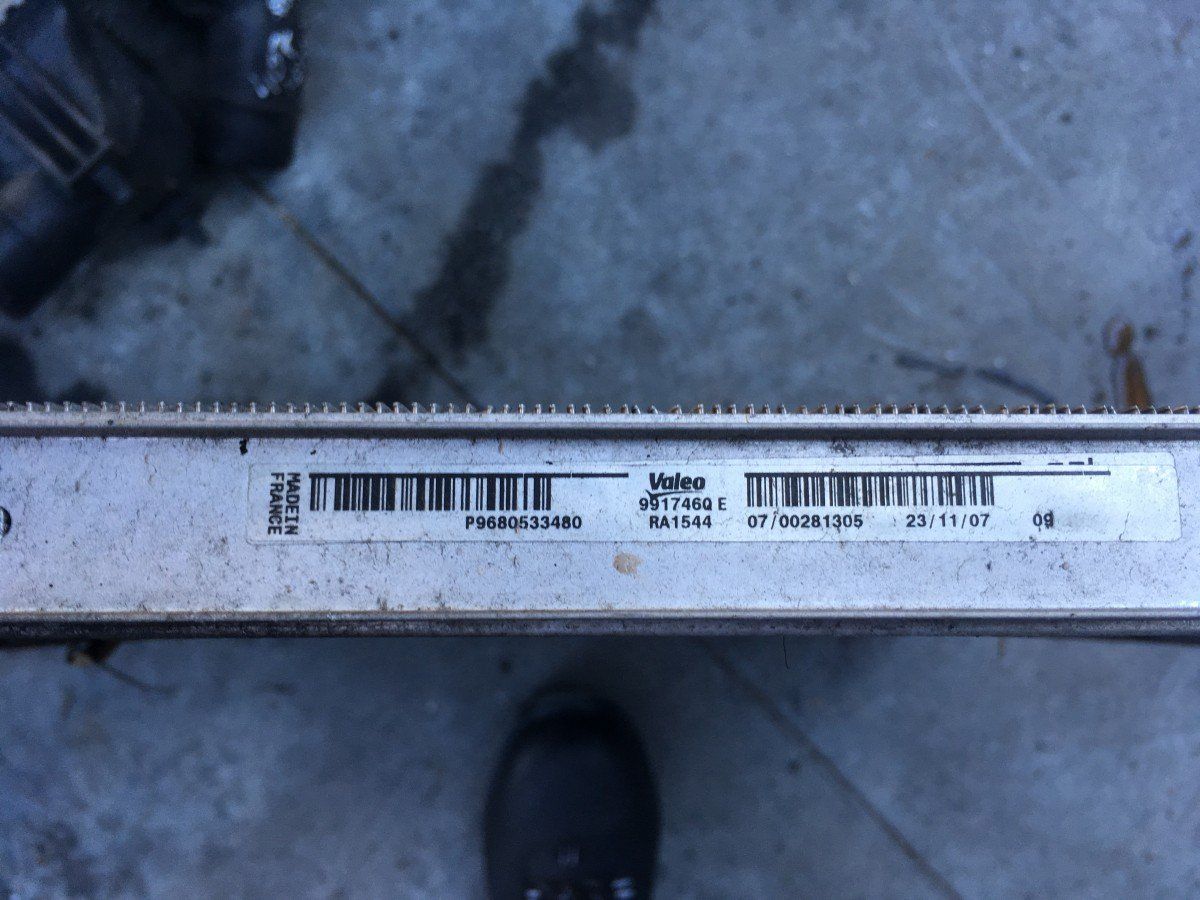 MADEIN
FRANCE
P9680533480
Valeo
991746Q E
RA1544
07/00281305 23/11/07 09